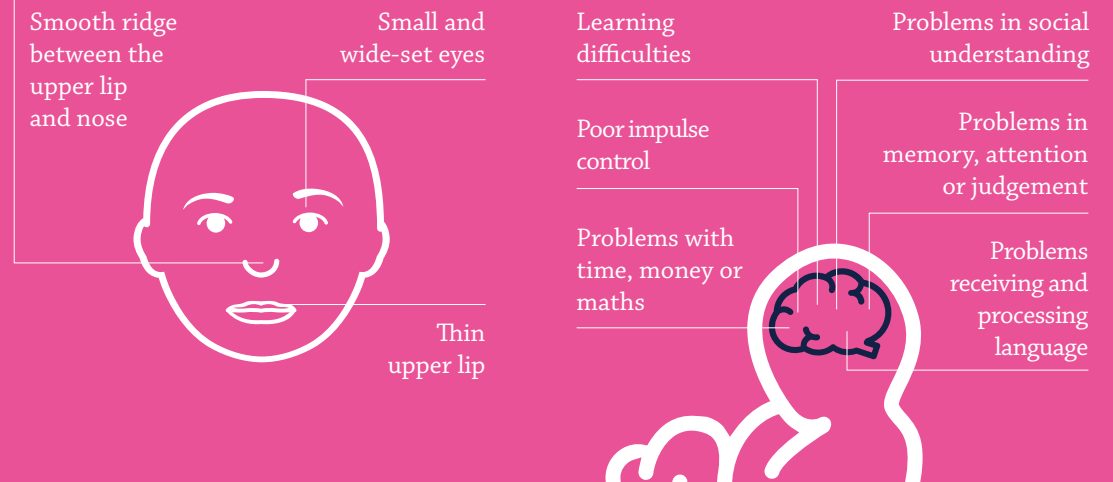 Smooth ridge
between the
upper lip
and nose
Small and
wide-set eyes
Thin
upper lip
Learning
difficulties
Poor impulse
control
Problems with
time, money or
maths
Problems in social
understanding
Problems in
memory, attention
or judgement
Problems
receiving and
processing
language